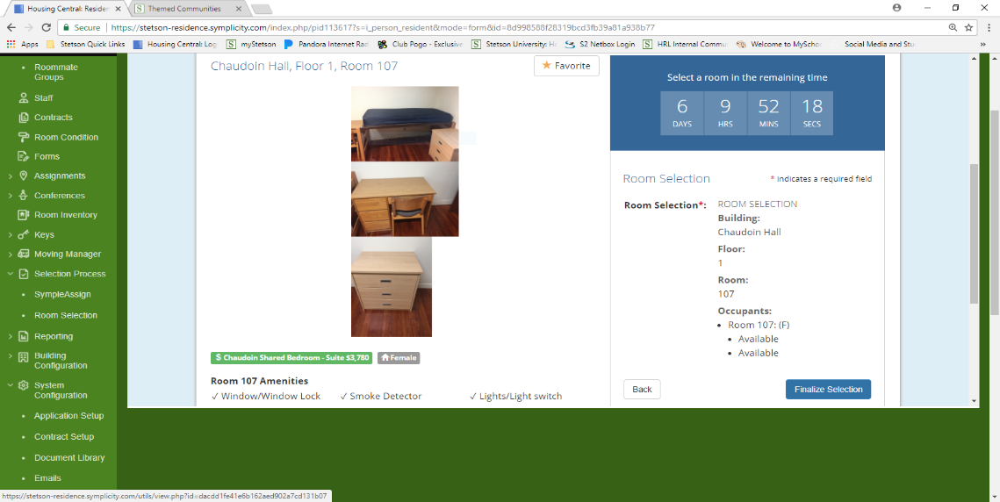 Housing Central: Resider
Themed Communities
Secure
https://stetson-residence.symplicity.com/index.php/pid113617?s=i_person_resident&mode=form&id=8d998588f28319bcd3fb39a81a938b77
Apps
Stetson Quick Links
Housing Central: Log
myStetson
Pandora Internet Rad
Club Pogo - Exclusive
Stetson University: Ho
S2 Netbox Login
HRL Internal Commu
Welcome to MySchoo
Social Media and Stu
Roommate
Groups
Staff
Contracts
Room Condition
Forms
Assignments
Conferences
Room Inventory
Keys
Moving Manager
Selection Process
SympleAssign
Room Selection
Reporting
Building
Configuration
System
Configuration
Application Setup
Contract Setup
Document Library
Emails
Chaudoin Hall, Floor 1, Room 107
Favorite
$ Chaudoin Shared Bedroom - Suite $3,780
Female
Room 107 Amenities
✓ Window/Window Lock
✓ Smoke Detector
✓ Lights/Light switch
Select a room in the remaining time
6 9 52 18
DAYS HRS MINS SECS
Room Selection
* indicates a required field
Room Selection*:
ROOM SELECTION
Building:
Chaudoin Hall
Floor:
1
Room:
107
Occupants:
Room 107: (F)
Available
Available
Back
Finalize Selection
https://stetson-residence.symplicity.com/utils/view.php?id=dacdd1fe41e6b162aed902a7cd131b07